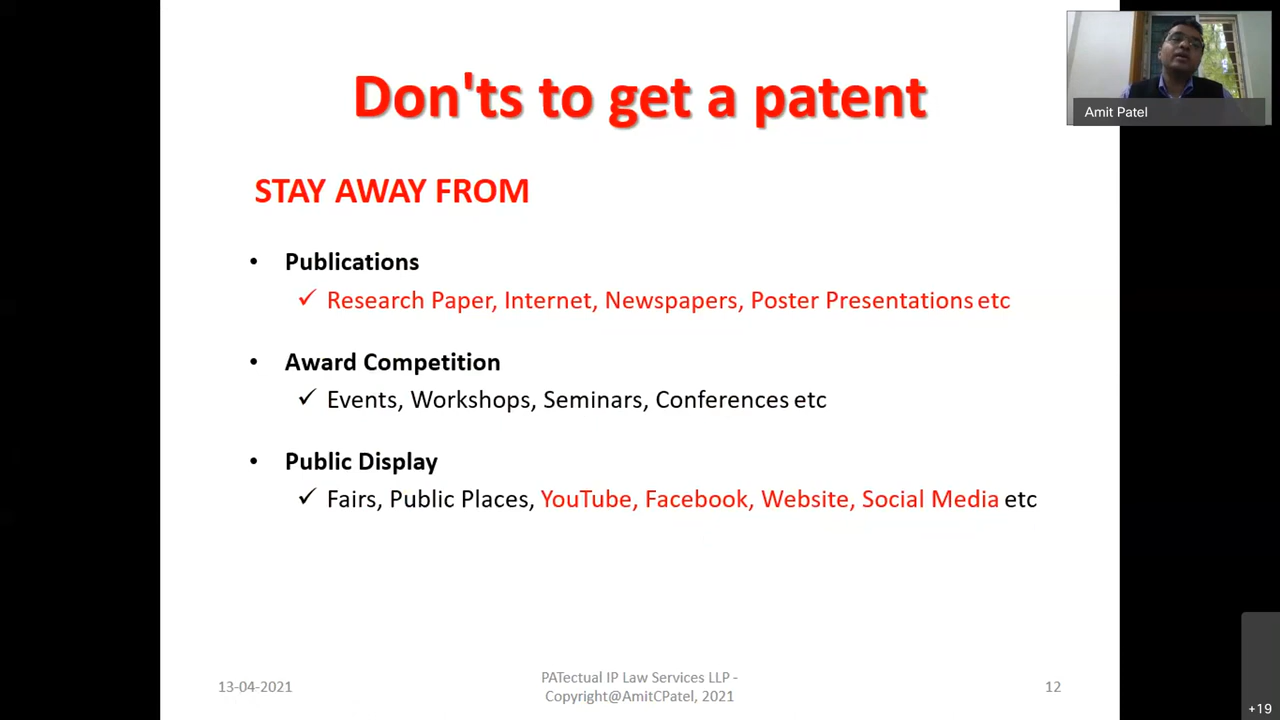 Don'ts to get a patent
Amit Patel
STAY AWAY FROM
• Publications
✓ Research Paper, Internet, Newspapers, Poster Presentations etc
• Award Competition
✓ Events, Workshops, Seminars, Conferences etc
• Public Display
✓ Fairs, Public Places, YouTube, Facebook, Website, Social Media etc
13-04-2021
PATectual IP Law Services LLP -
Copyright@AmitCPatel, 2021
12
+19